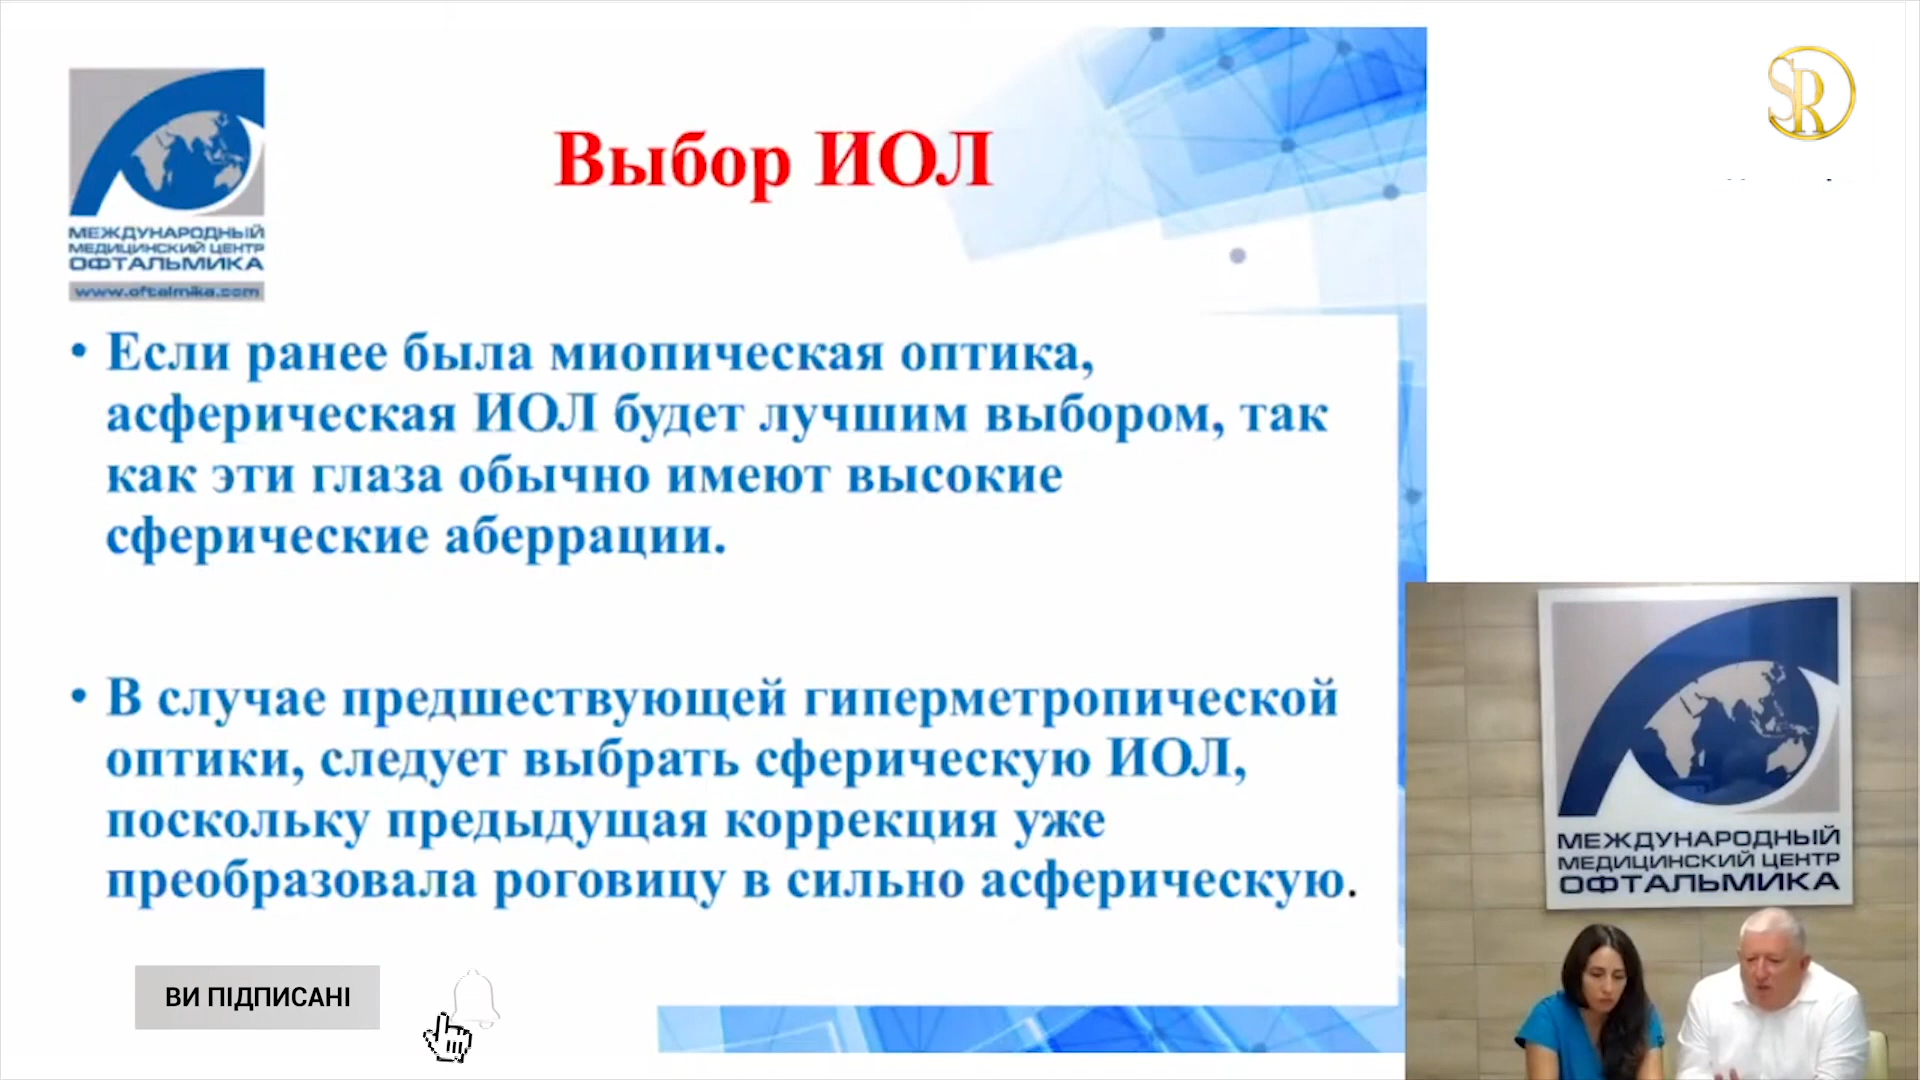 SR
МЕЖДУНАРОДНЫЙ
МЕДИЦИНСКИЙ ЦЕНТР
ОФТАЛЬМИКА
www.oftalmika.com
Выбор ИОЛ
• Если ранее была миопическая оптика,
асферическая ИОЛ будет лучшим выбором, так
как эти глаза обычно имеют высокие
сферические аберрации.
• В случае предшествующей гиперметропической
оптики, следует выбрать сферическую ИОЛ,
поскольку предыдущая коррекция уже
преобразовала роговицу в сильно асферическую.
ВИ ПІДПИСАНІ
МЕЖДУНАРОДНЫЙ
МЕДИЦИНСКИЙ ЦЕНТР
ОФТАЛЬМИКА